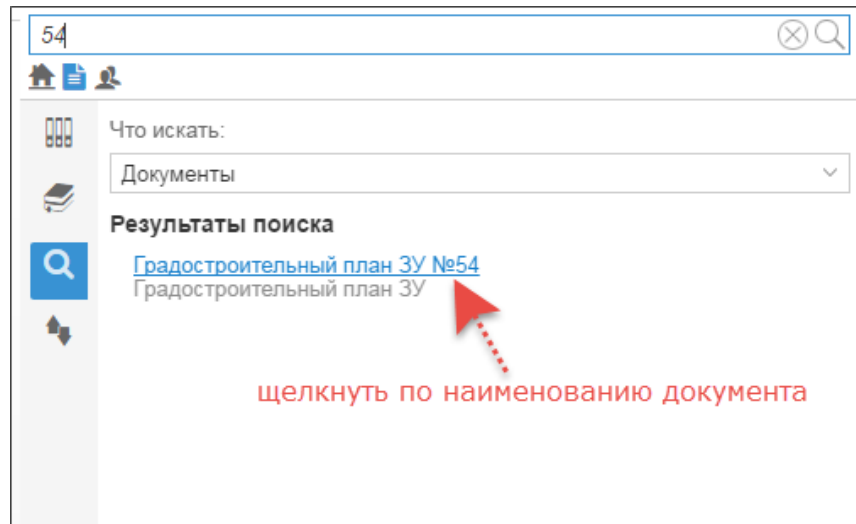 54
Что искать:
Документы
Результаты поиска
Градостроительный план ЗУ №54
Градостроительный план ЗУ
щелкнуть по наименованию документа